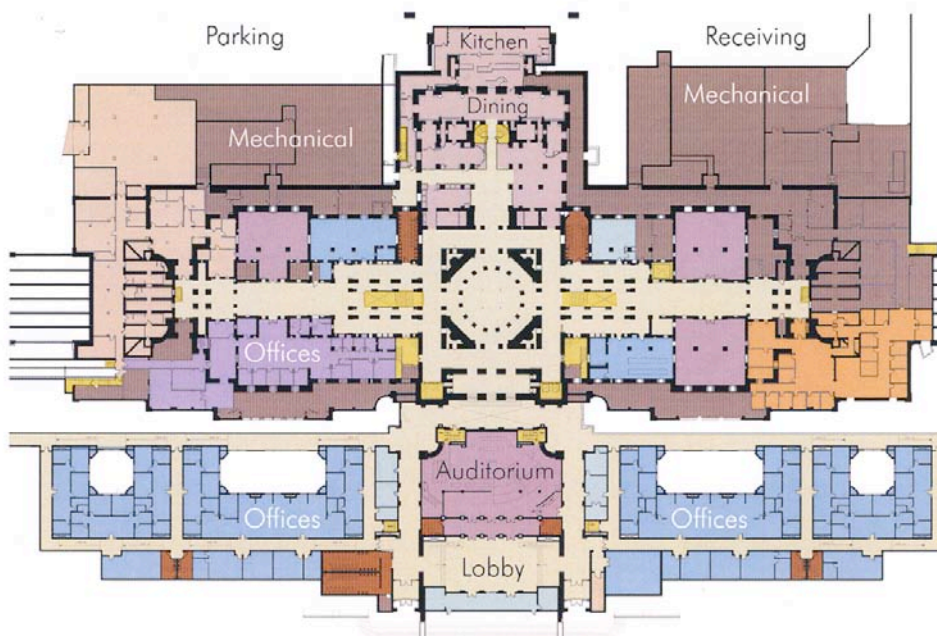 Parking
Kitchen
Receiving
Dining
Mechanical
Mechanical
Offices
Auditorium
Offices
Offices
Lobby